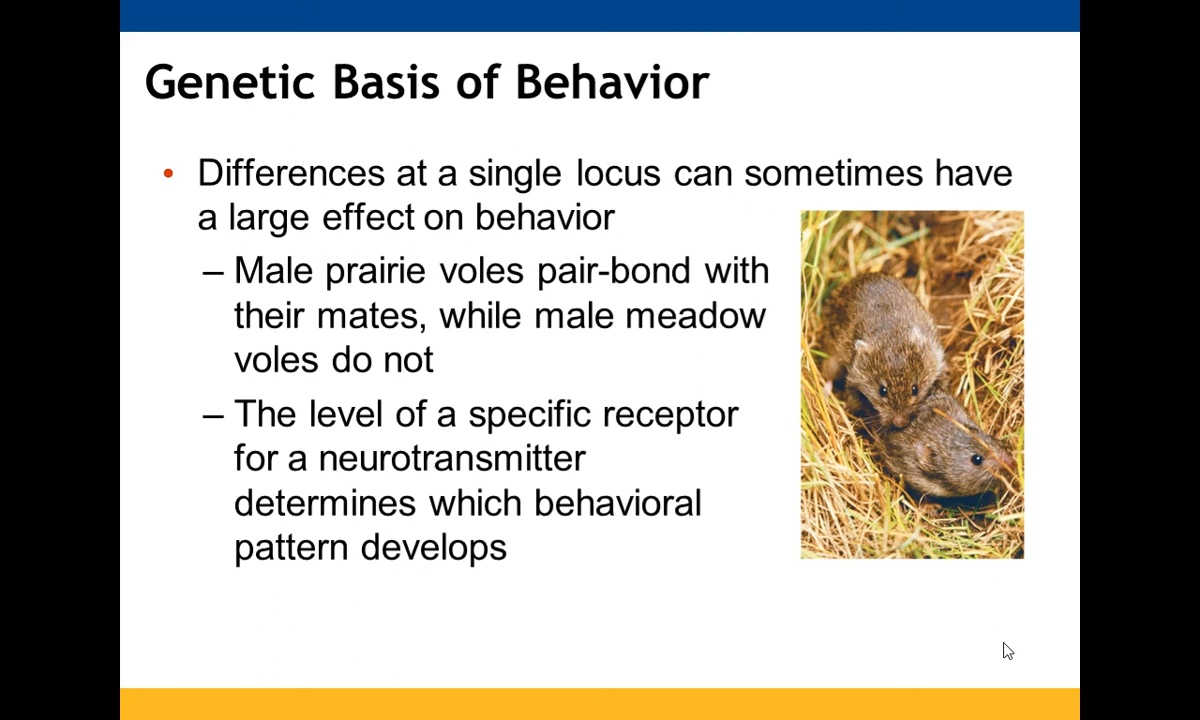 Genetic Basis of Behavior
• Differences at a single locus can sometimes have
a large effect on behavior
– Male prairie voles pair-bond with
their mates, while male meadow
voles do not
– The level of a specific receptor
for a neurotransmitter
determines which behavioral
pattern develops